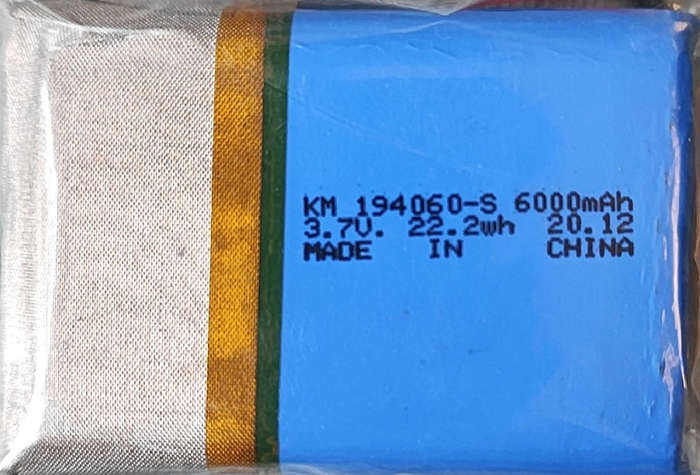 KM 194060-S 6000mAh
3.7V. 22.2wh 20.12
MADE IN CHINA